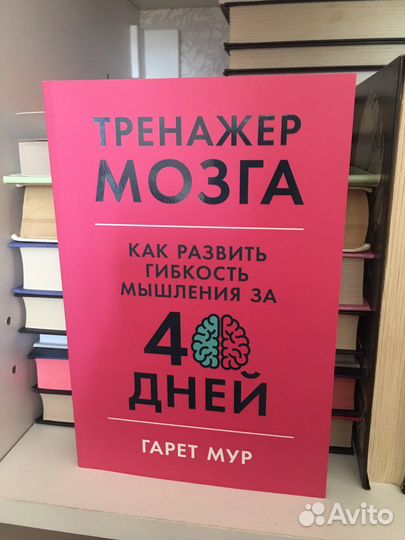 ТРЕНАЖЕР
МОЗГА
КАК РАЗВИТЬ
ГИБКОСТЬ
МЫШЛЕНИЯ ЗА
40
ДНЕЙ
ГАРЕТ МУР
Avito